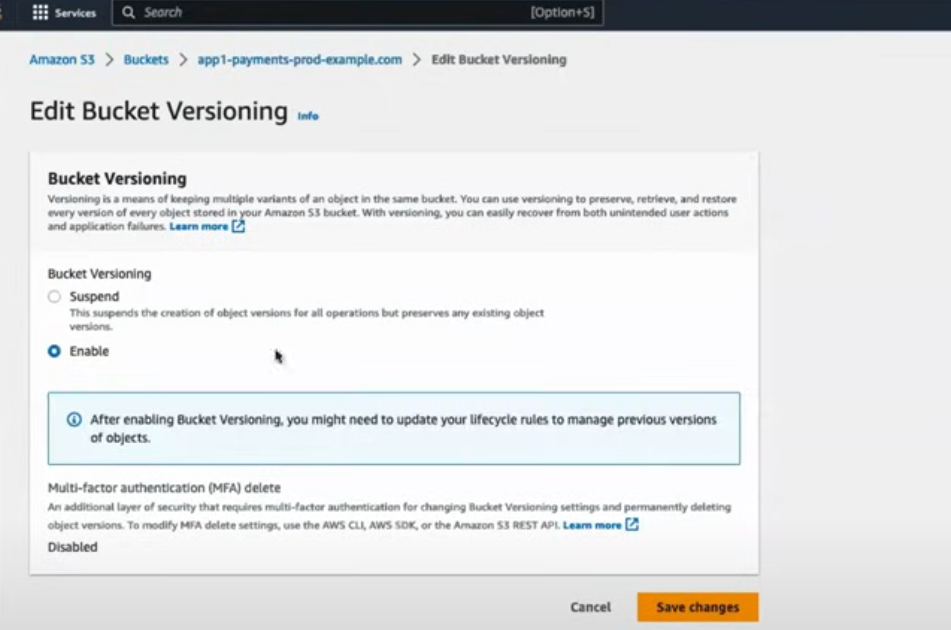 Services
Search
[Option+S]
Amazon S3 > Buckets > app1-payments-prod-example.com > Edit Bucket Versioning
Edit Bucket Versioning Info
Bucket Versioning
Versioning is a means of keeping multiple variants of an object in the same bucket. You can use versioning to preserve, retrieve, and restore
every version of every object stored in your Amazon S3 bucket. With versioning, you can easily recover from both unintended user actions
and application failures. Learn more
Bucket Versioning
Suspend
This suspends the creation of object versions for all operations but preserves any existing object
versions.
Enable
After enabling Bucket Versioning, you might need to update your lifecycle rules to manage previous versions
of objects.
Multi-factor authentication (MFA) delete
An additional layer of security that requires multi-factor authentication for changing Bucket Versioning settings and permanently deleting
object versions. To modify MFA delete settings, use the AWS CLI, AWS SDK, or the Amazon S3 REST API. Learn more
Disabled
Cancel
Save changes